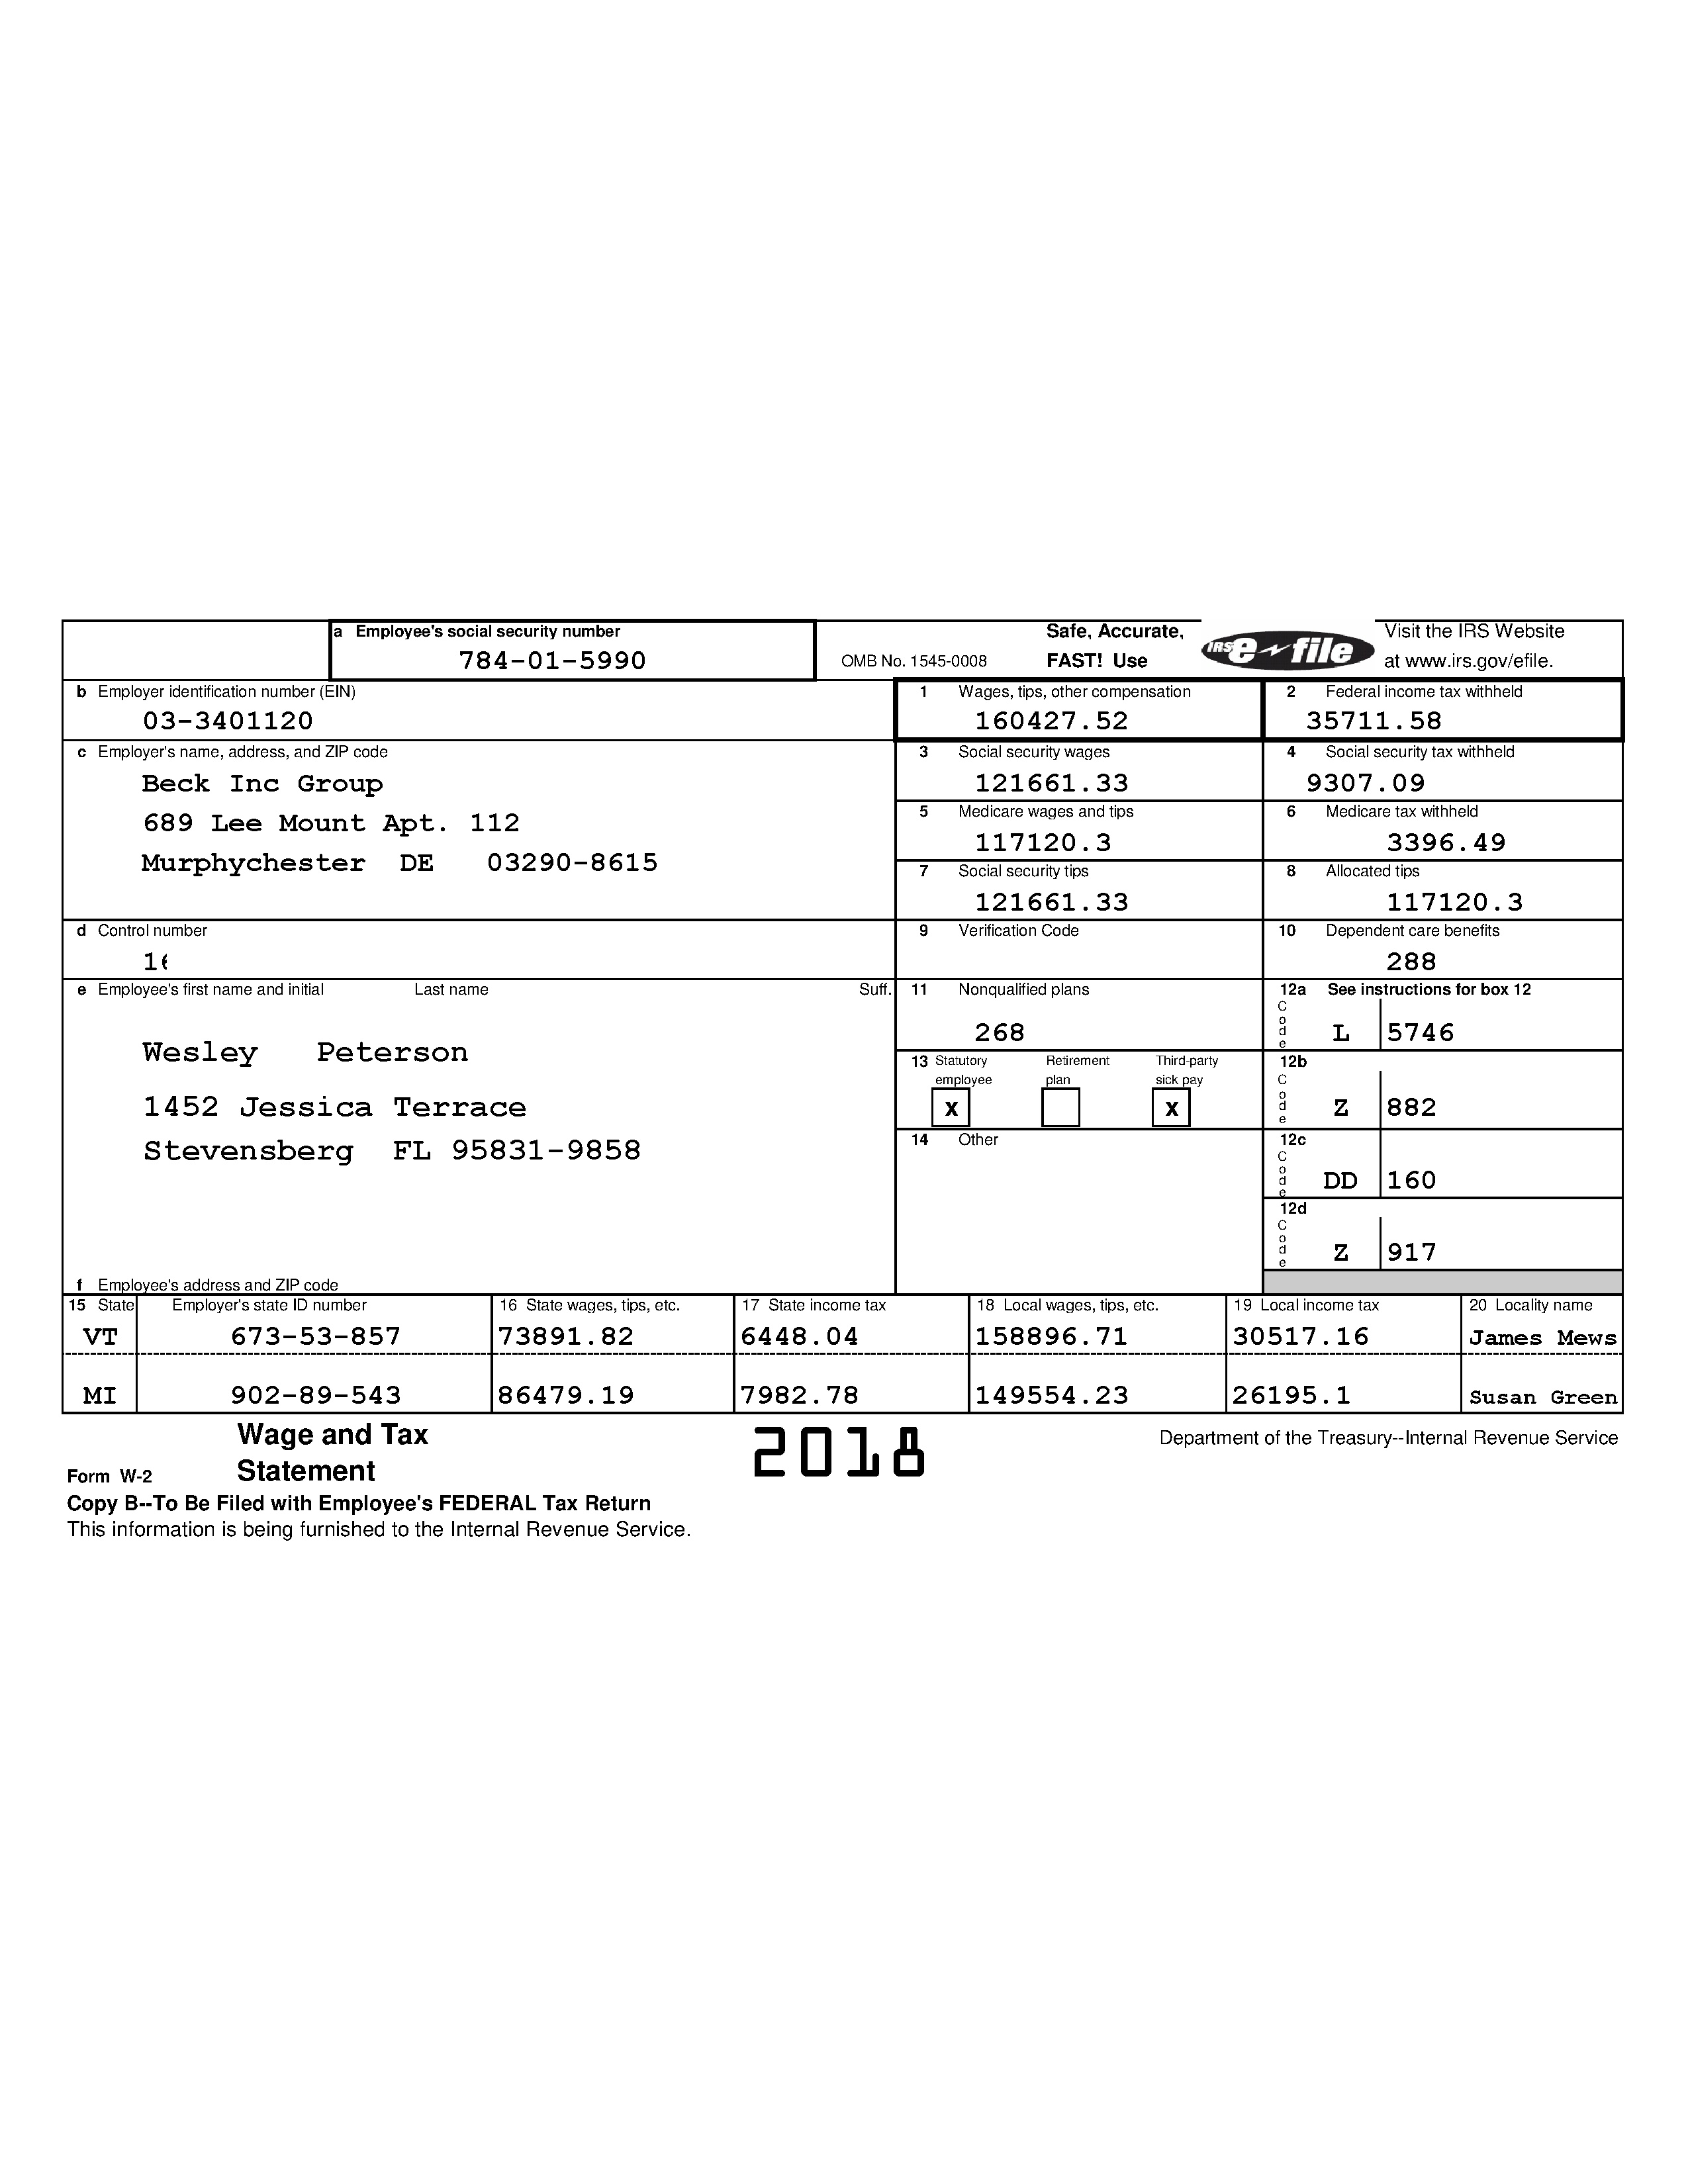 a Employee's social security number
784-01-5990
OMB No. 1545-0008
Safe, Accurate,
FAST! Use
IRS e-file
Visit the IRS Website
at www.irs.gov/efile.
b Employer identification number (EIN)
03-3401120
1 Wages, tips, other compensation
160427.52
2 Federal income tax withheld
35711.58
c Employer's name, address, and ZIP code
Beck Inc Group
689 Lee Mount Apt. 112
Murphychester DE 03290-8615
3 Social security wages
121661.33
4 Social security tax withheld
9307.09
5 Medicare wages and tips
117120.3
6 Medicare tax withheld
3396.49
7 Social security tips
121661.33
8 Allocated tips
117120.3
d Control number
9 Verification Code
10 Dependent care benefits
288
e Employee's first name and initial Last name Suff.
Wesley Peterson
1452 Jessica Terrace
Stevensberg FL 95831-9858
f Employee's address and ZIP code
11 Nonqualified plans
268
12a See instructions for box 12
Code L 5746
13 Statutory employee
X
Retirement plan
Third-party sick pay
X
12b
Code Z 882
14 Other
12c
Code DD 160
12d
Code Z 917
15 State Employer's state ID number 16 State wages, tips, etc. 17 State income tax 18 Local wages, tips, etc. 19 Local income tax 20 Locality name
VT 673-53-857 73891.82 6448.04 158896.71 30517.16 James Mews
MI 902-89-543 86479.19 7982.78 149554.23 26195.1 Susan Green
Form W-2
Wage and Tax
Statement
2018
Department of the Treasury--Internal Revenue Service
Copy B--To Be Filed with Employee's FEDERAL Tax Return
This information is being furnished to the Internal Revenue Service.